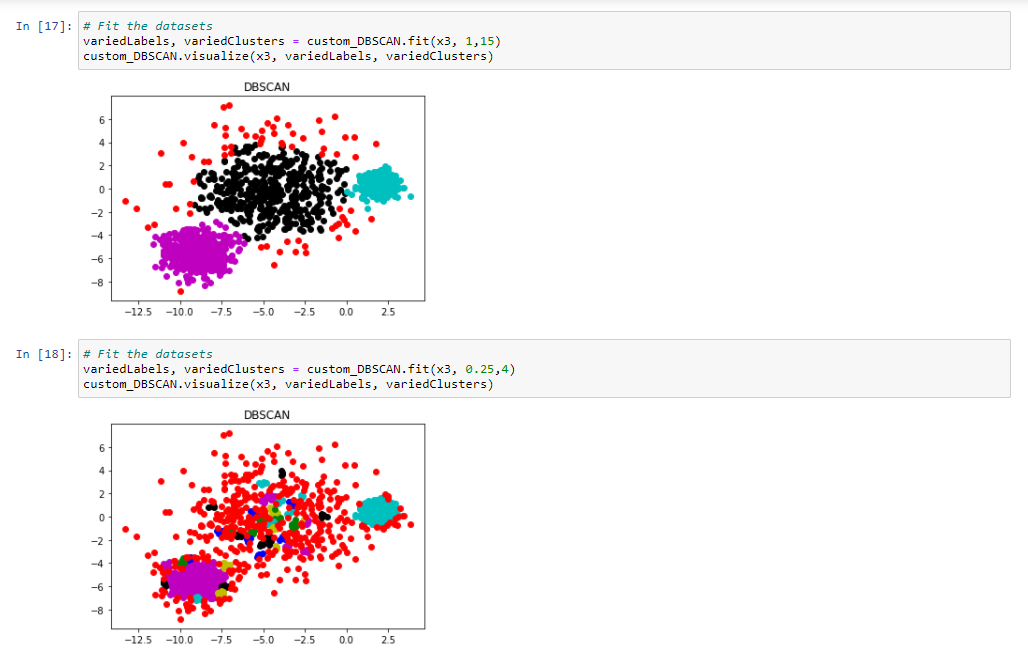 In [17]:
# Fit the datasets
variedLabels, variedClusters = custom_DBSCAN.fit(x3, 1,15)
custom_DBSCAN.visualize(x3, variedLabels, variedClusters)
DBSCAN
6
4
2
0
−2
−4
−6
−8
−12.5 −10.0 −7.5 −5.0 −2.5 0.0 2.5
In [18]:
# Fit the datasets
variedLabels, variedClusters = custom_DBSCAN.fit(x3, 0.25,4)
custom_DBSCAN.visualize(x3, variedLabels, variedClusters)
DBSCAN
6
4
2
0
−2
−4
−6
−8
−12.5 −10.0 −7.5 −5.0 −2.5 0.0 2.5